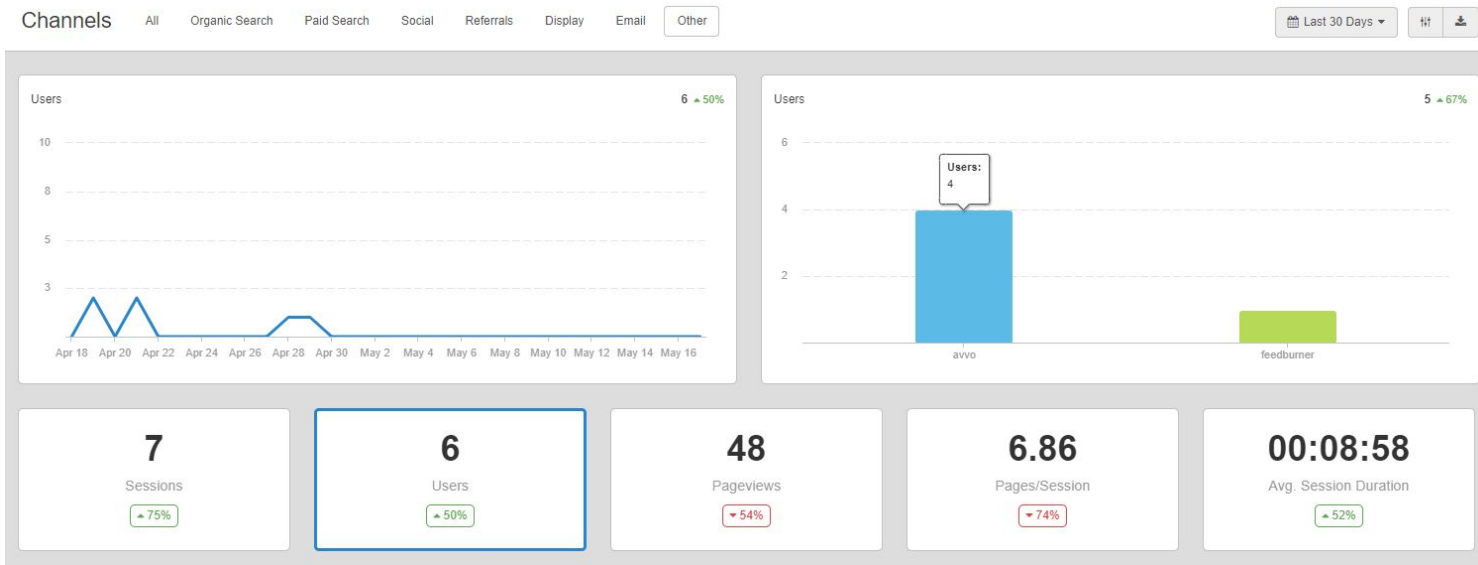 Channels All Organic Search Paid Search Social Referrals Display Email Other Last 30 Days
Users 6 50%
10
8
5
3
Apr 18 Apr 20 Apr 22 Apr 24 Apr 26 Apr 28 Apr 30 May 2 May 4 May 6 May 8 May 10 May 12 May 14 May 16
Users 5 67%
6
Users:
4
4
2
avvo feedburner
7
Sessions
75%
6
Users
50%
48
Pageviews
54%
6.86
Pages/Session
74%
00:08:58
Avg. Session Duration
52%